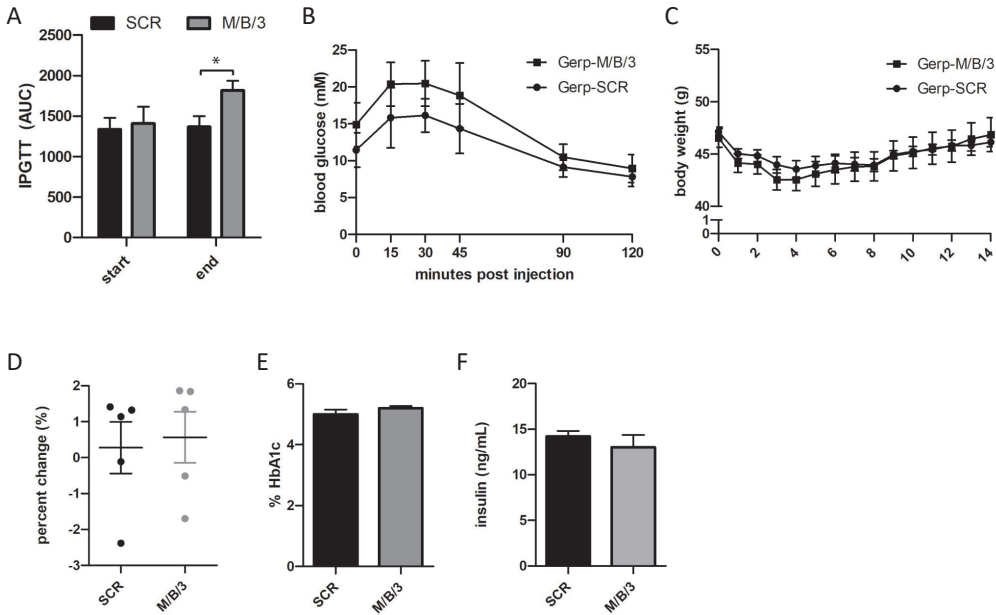 A
SCR M/B/3
IPGTT (AUC)
2500
2000
1500
1000
500
0
*
start end
B
Gerp-M/B/3
Gerp-SCR
blood glucose (mM)
25
20
15
10
5
0
0 15 30 45 90 120
minutes post injection
C
Gerp-M/B/3
Gerp-SCR
body weight (g)
55
50
45
40
1
0
0 2 4 6 8 10 12 14
D
percent change (%)
2
1
0
-1
-2
-3
SCR M/B/3
E
% HbA1c
6
4
2
0
SCR M/B/3
F
insulin (ng/mL)
20
15
10
5
0
SCR M/B/3